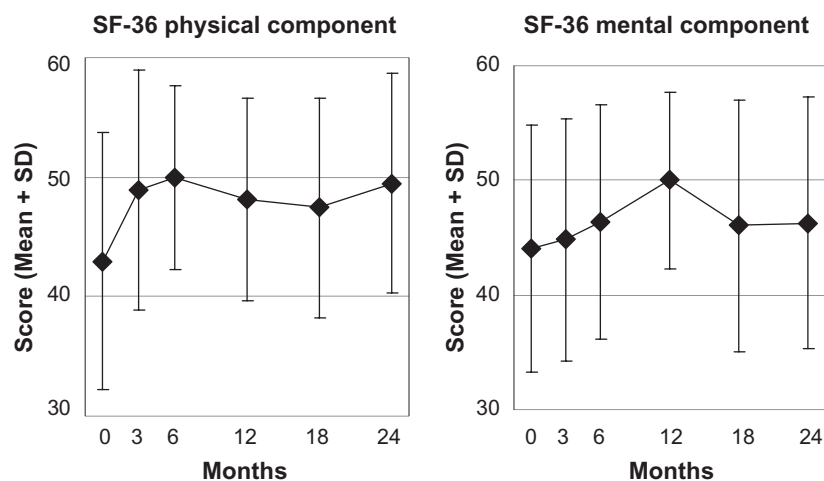 SF-36 physical component
60
50
40
30
Score (Mean + SD)
0 3 6 12 18 24
Months
SF-36 mental component
60
50
40
30
Score (Mean + SD)
0 3 6 12 18 24
Months